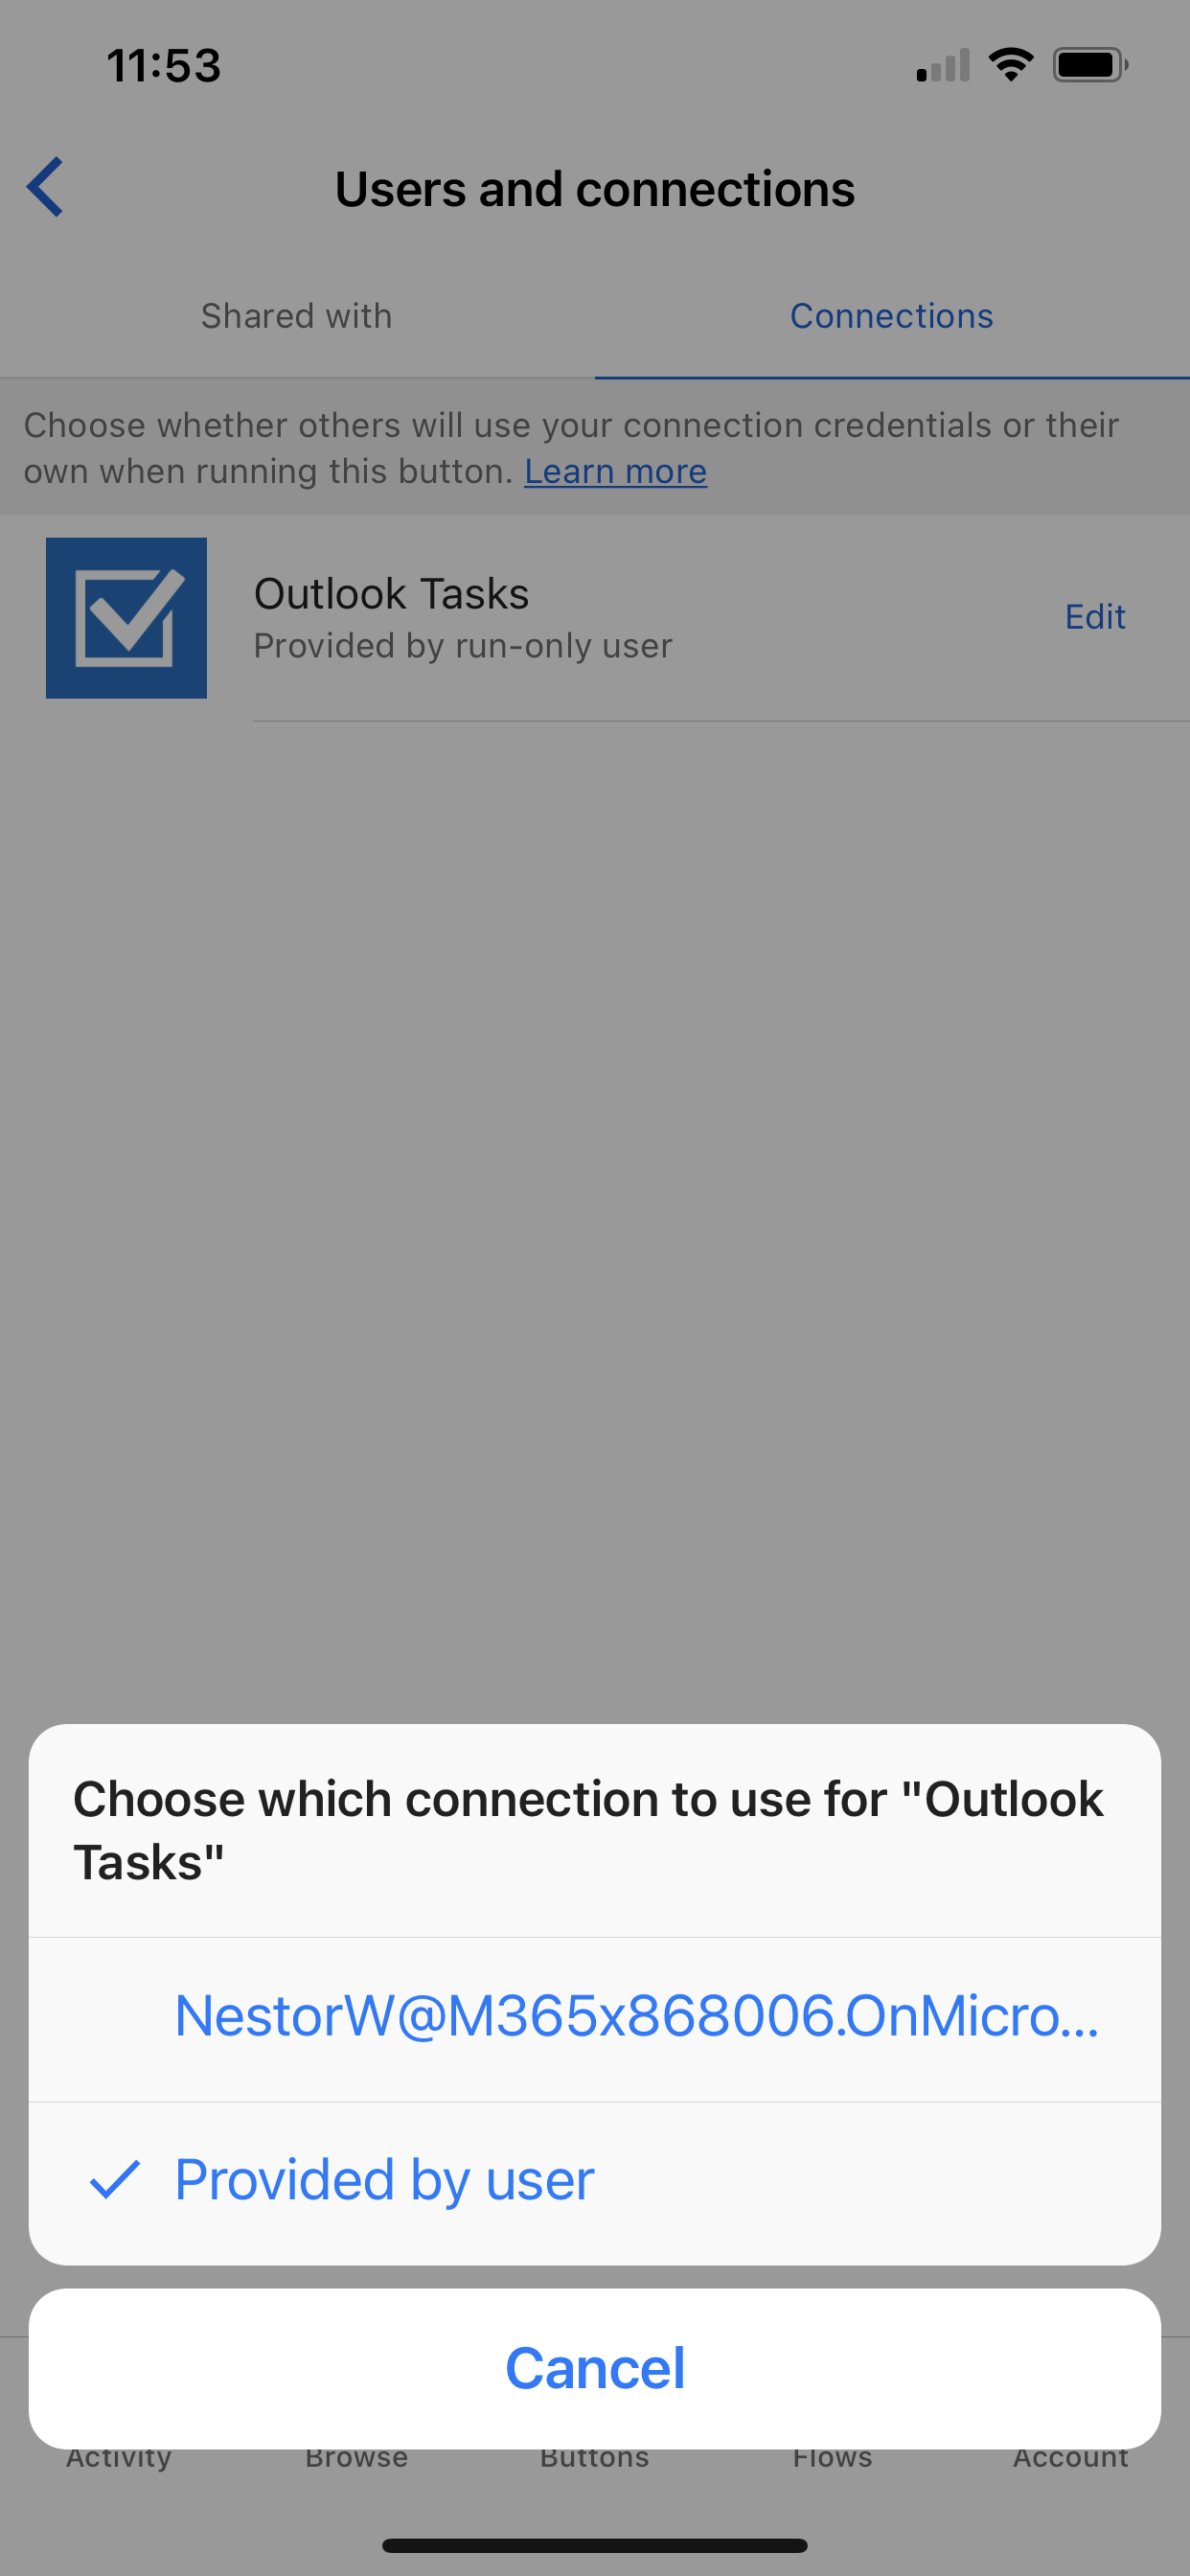 11:53
Users and connections
Shared with
Connections
Choose whether others will use your connection credentials or their
own when running this button. Learn more
Outlook Tasks
Provided by run-only user
Edit
Choose which connection to use for "Outlook
Tasks"
NestorW@M365x868006.OnMicro...
Provided by user
Cancel
Activity
Browse
Buttons
Flows
Account